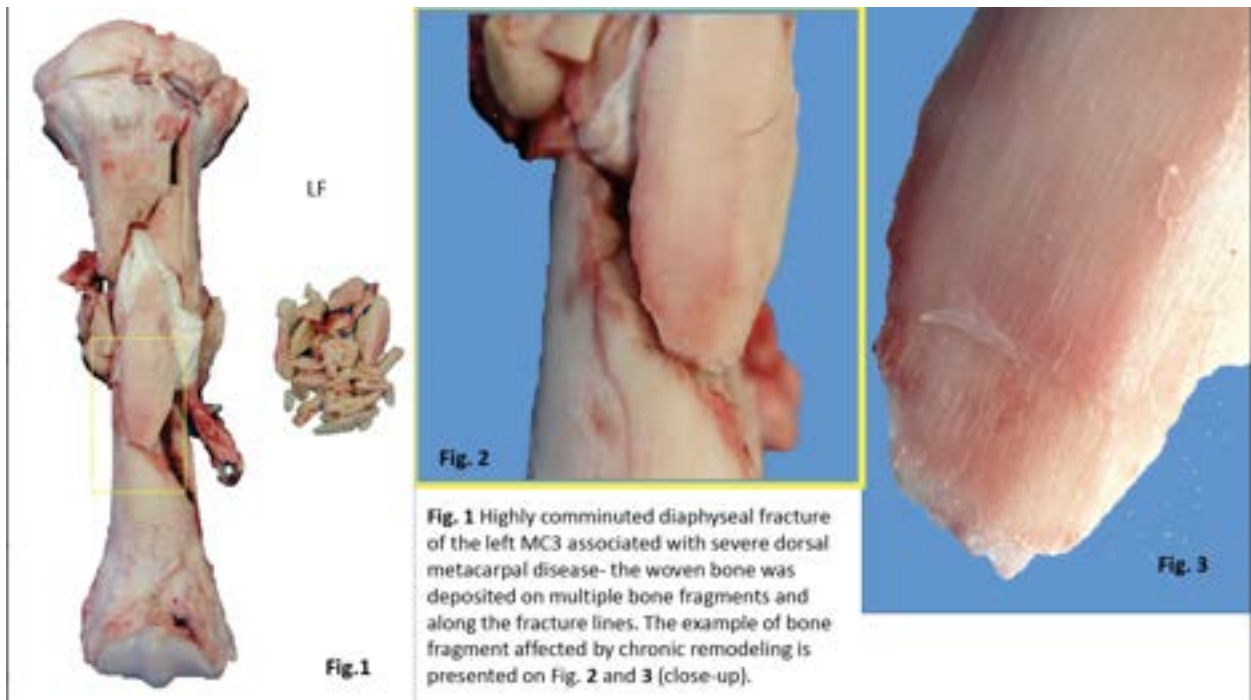 LF
Fig.1
Fig. 2
Fig. 1 Highly comminuted diaphyseal fracture
of the left MC3 associated with severe dorsal
metacarpal disease- the woven bone was
deposited on multiple bone fragments and
along the fracture lines. The example of bone
fragment affected by chronic remodeling is
presented on Fig. 2 and 3 (close-up).
Fig. 3